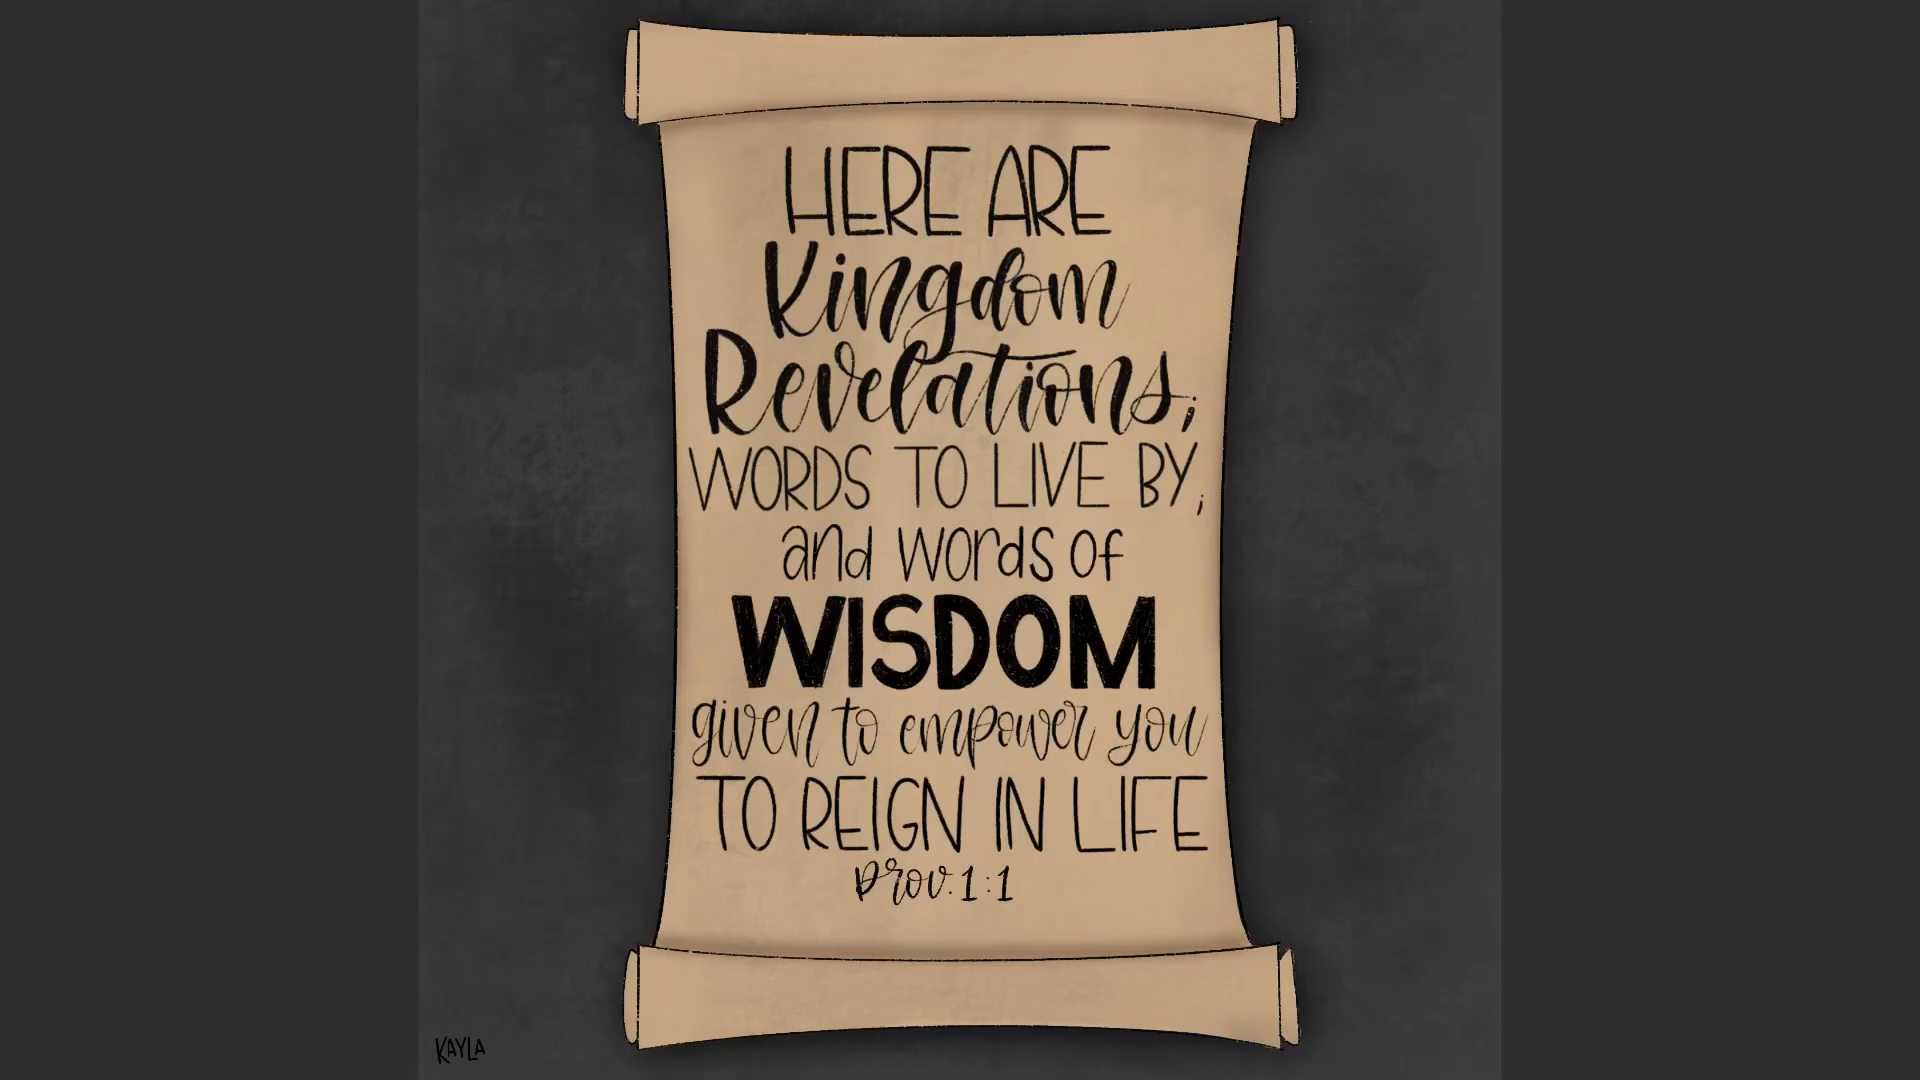 HERE ARE
Kingdom
Revelations;
WORDS TO LIVE BY;
and words of
WISDOM
given to empower you
TO REIGN IN LIFE
Prov. 1:1
KAYLA